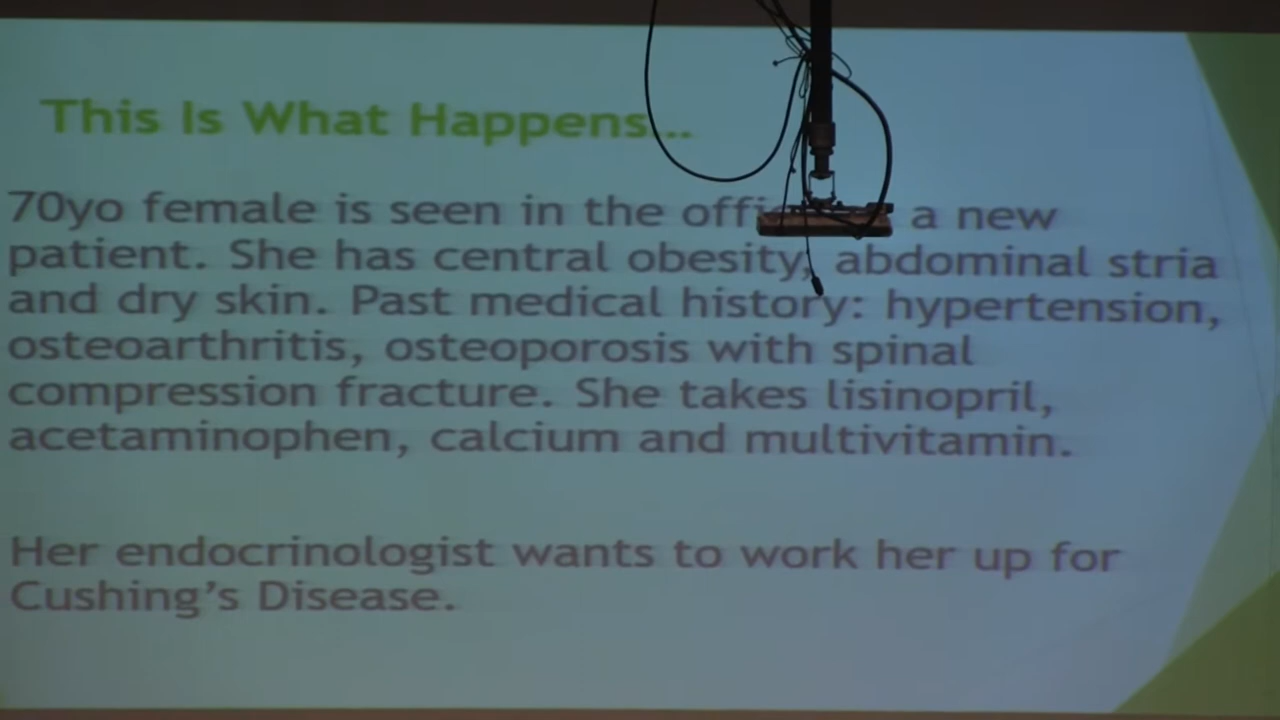 This Is What Happens...
70yo female is seen in the a new
patient. She has central obesity, abdominal stria
and dry skin. Past medical history: hypertension,
osteoarthritis, osteoporosis with spinal
compression fracture. She takes lisinopril,
acetaminophen, calcium and multivitamin.
Her endocrinologist wants to work her up for
Cushing's Disease.